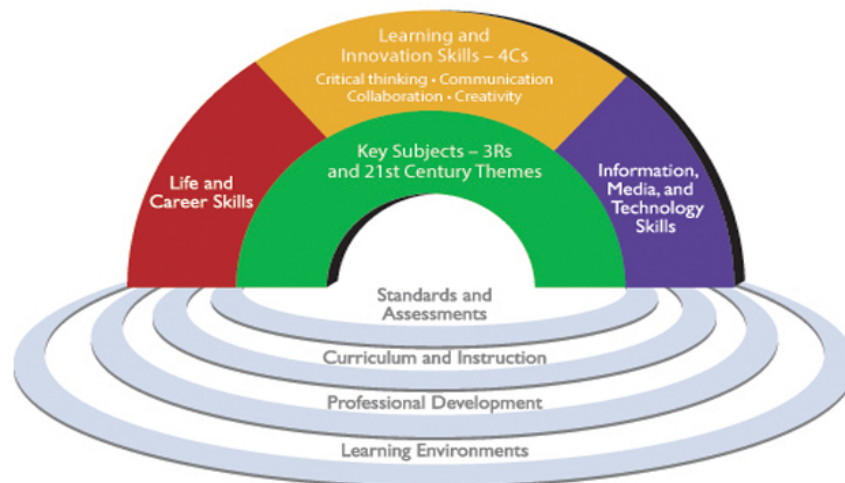 Learning and
Innovation Skills – 4Cs
Critical thinking • Communication
Collaboration • Creativity
Key Subjects – 3Rs
and 21st Century Themes
Life and
Career Skills
Information,
Media, and
Technology
Skills
Standards and
Assessments
Curriculum and Instruction
Professional Development
Learning Environments